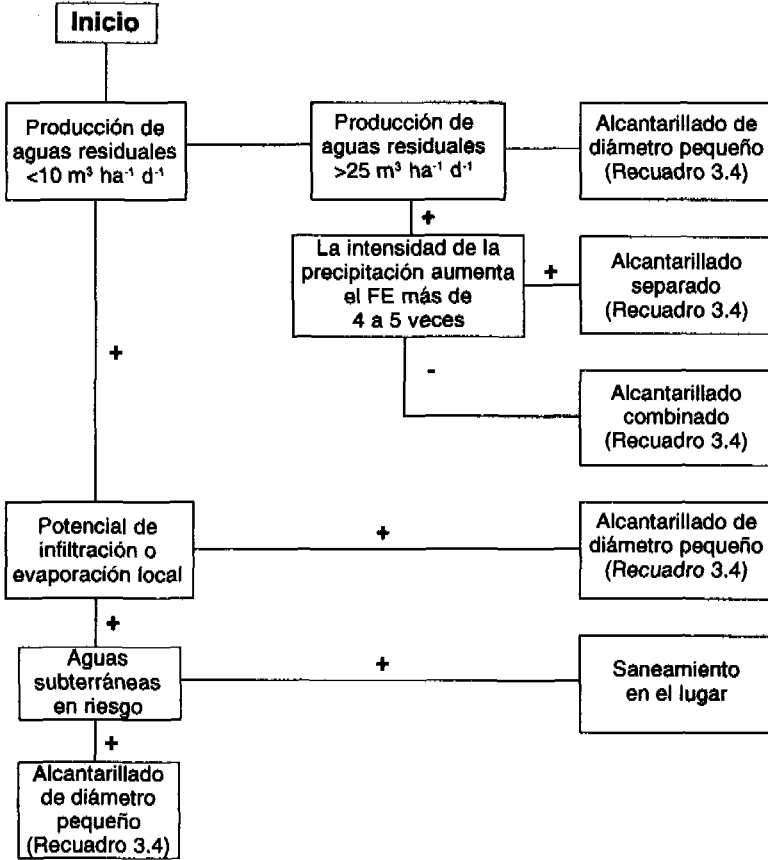 Inicio
Producción de
aguas residuales
<10 m³ ha⁻¹ d⁻¹
Producción de
aguas residuales
>25 m³ ha⁻¹ d⁻¹
Alcantarillado de
diámetro pequeño
(Recuadro 3.4)
+
La intensidad de la
precipitación aumenta
el FE más de
4 a 5 veces
+
Alcantarillado
separado
(Recuadro 3.4)
+
-
Alcantarillado
combinado
(Recuadro 3.4)
Potencial de
infiltración o
evaporación local
+
Alcantarillado de
diámetro pequeño
(Recuadro 3.4)
+
Aguas
subterráneas
en riesgo
+
Saneamiento
en el lugar
+
Alcantarillado
de diámetro
pequeño
(Recuadro 3.4)